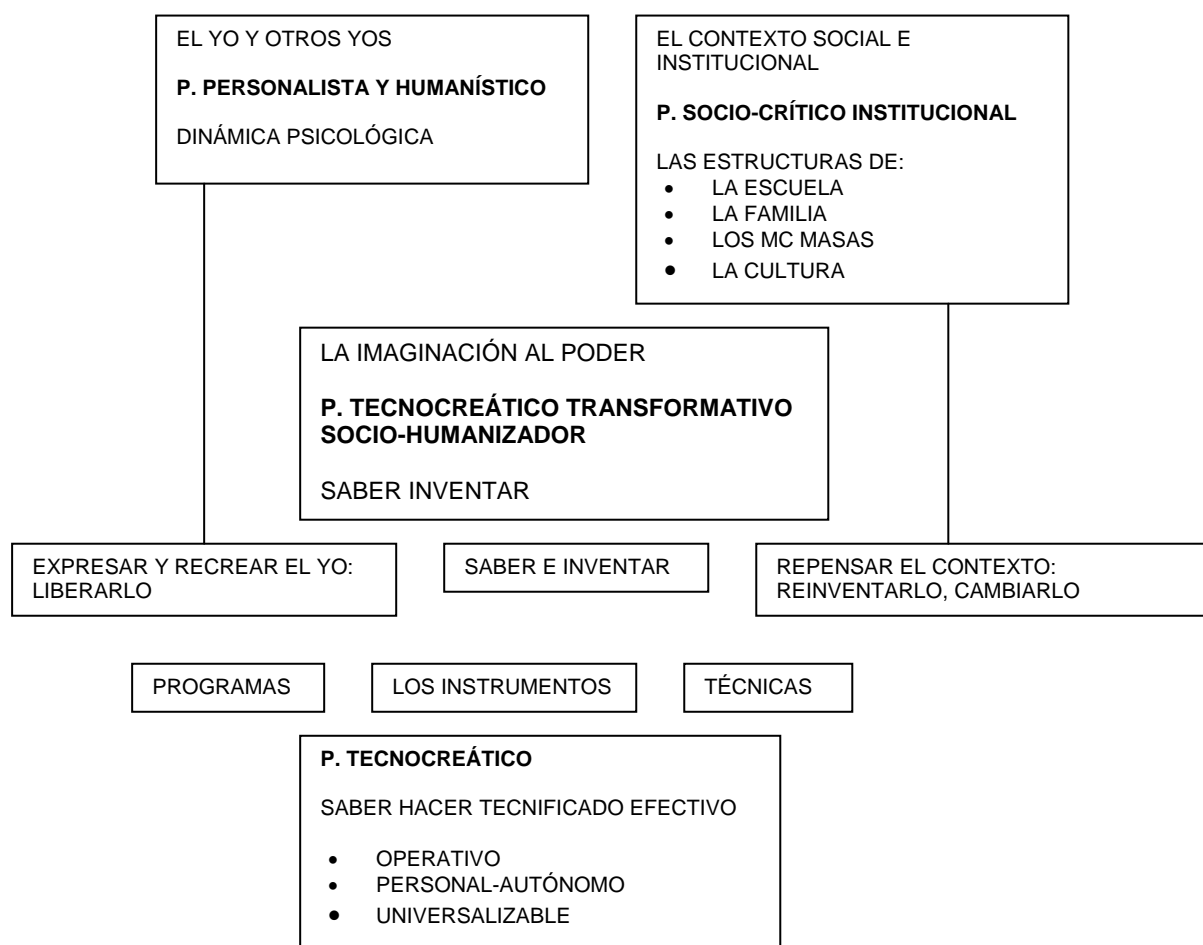 EL YO Y OTROS YOS
P. PERSONALISTA Y HUMANÍSTICO
DINÁMICA PSICOLÓGICA
EL CONTEXTO SOCIAL E
INSTITUCIONAL
P. SOCIO-CRÍTICO INSTITUCIONAL
LAS ESTRUCTURAS DE:
• LA ESCUELA
• LA FAMILIA
• LOS MC MASAS
• LA CULTURA
LA IMAGINACIÓN AL PODER
P. TECNOCREÁTICO TRANSFORMATIVO
SOCIO-HUMANIZADOR
SABER INVENTAR
EXPRESAR Y RECREAR EL YO:
LIBERARLO
SABER E INVENTAR
REPENSAR EL CONTEXTO:
REINVENTARLO, CAMBIARLO
PROGRAMAS
LOS INSTRUMENTOS
TÉCNICAS
P. TECNOCREÁTICO
SABER HACER TECNIFICADO EFECTIVO
• OPERATIVO
• PERSONAL-AUTÓNOMO
• UNIVERSALIZABLE